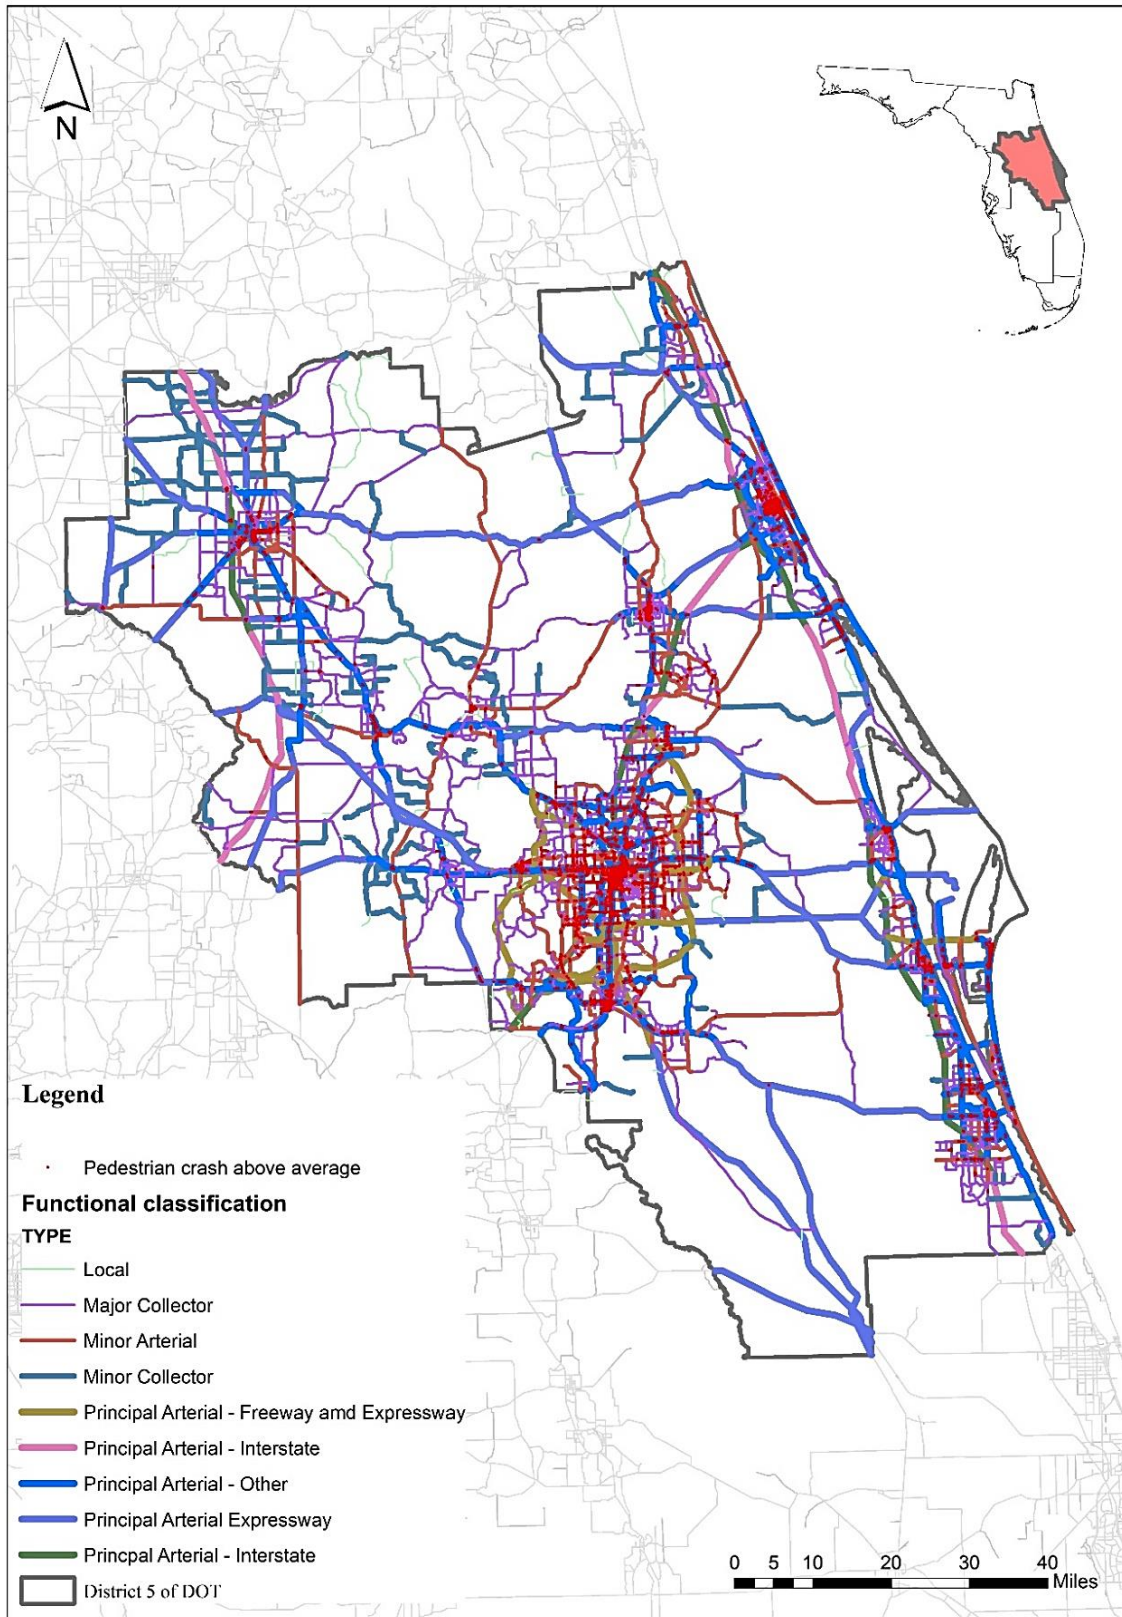 N
Legend
Pedestrian crash above average
Functional classification
TYPE
Local
Major Collector
Minor Arterial
Minor Collector
Principal Arterial - Freeway amd Expressway
Principal Arterial - Interstate
Principal Arterial - Other
Principal Arterial Expressway
Princpal Arterial - Interstate
District 5 of DOT
0 5 10 20 30 40
Miles